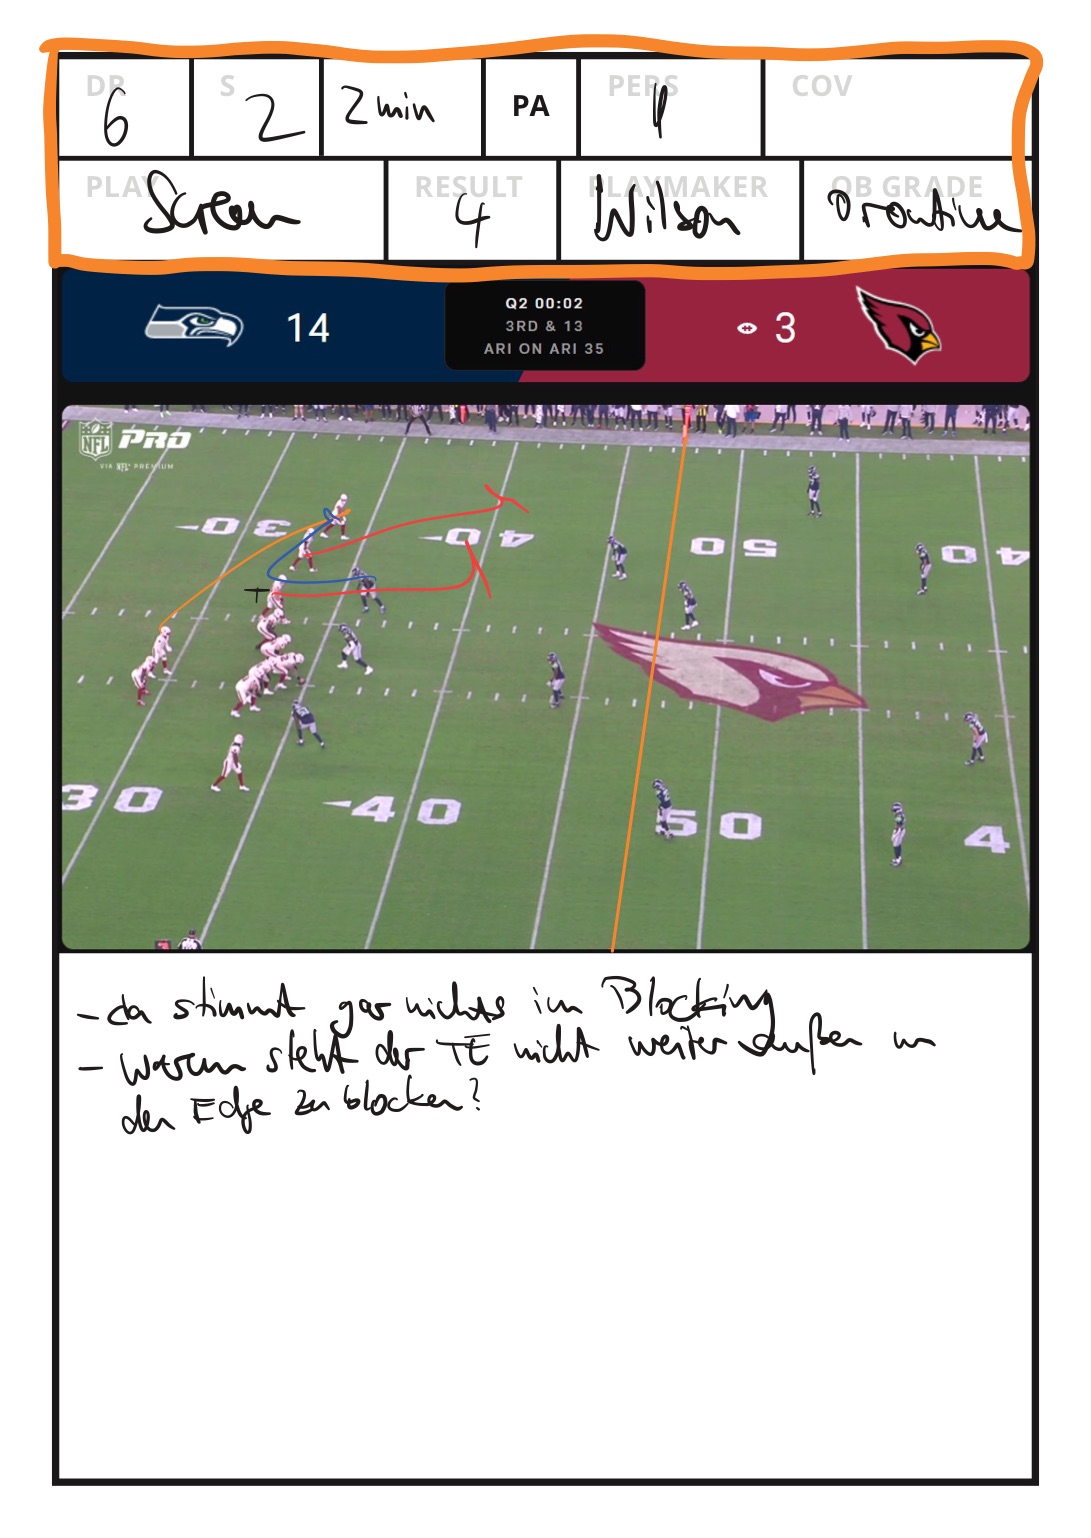 DR S PERS COV
6 2 2 min PA 11
PLAY RESULT PLAYMAKER QB GRADE
Screen 4 Wilson routine
14
Q2 00:02
3RD & 13
ARI ON ARI 35
3
NFL PRO
VIA NFL+ PREMIUM
30 40
50 40
T
30 40 50 4
- da stimmt gar nichts im Blocking
- warum steht der TE nicht weiter außen um
den Edge zu blocken?